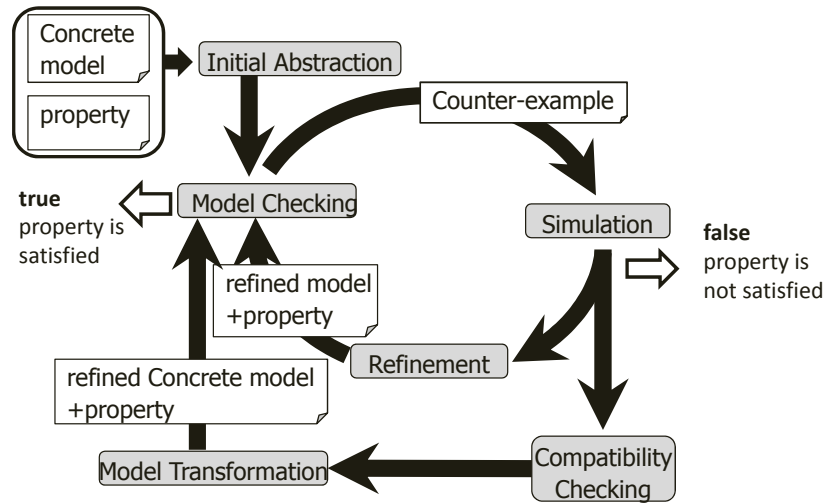 Concrete
model
property
Initial Abstraction
Counter-example
Model Checking
true
property is
satisfied
Simulation
false
property is
not satisfied
refined model
+property
Refinement
refined Concrete model
+property
Model Transformation
Compatibility
Checking